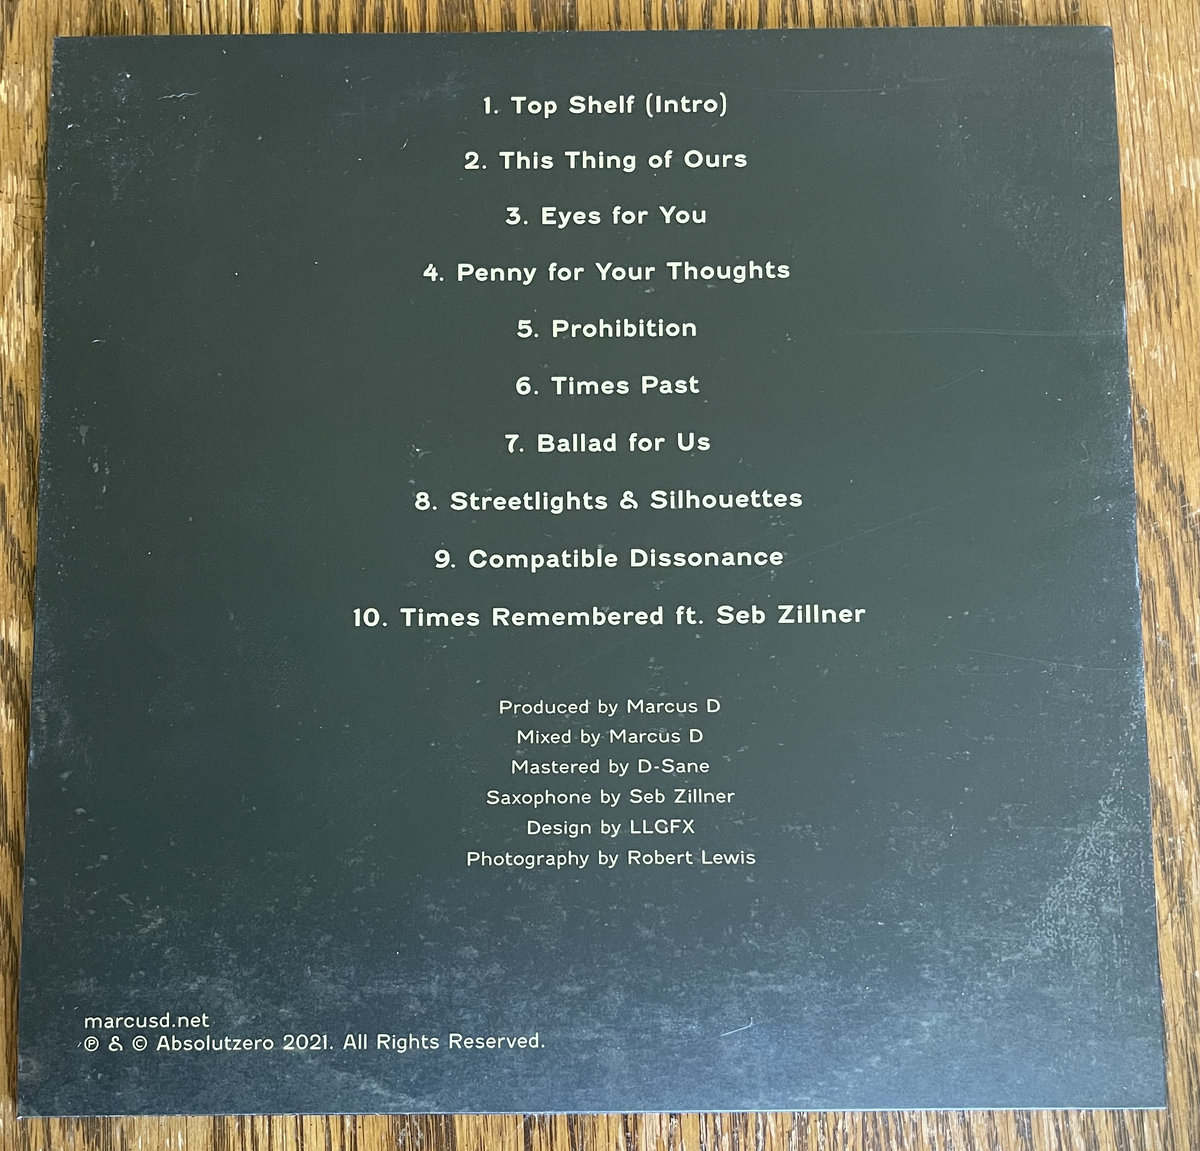 1. Top Shelf (Intro)
2. This Thing of Ours
3. Eyes for You
4. Penny for Your Thoughts
5. Prohibition
6. Times Past
7. Ballad for Us
8. Streetlights & Silhouettes
9. Compatible Dissonance
10. Times Remembered ft. Seb Zillner
Produced by Marcus D
Mixed by Marcus D
Mastered by D-Sane
Saxophone by Seb Zillner
Design by LLGFX
Photography by Robert Lewis
marcusd.net
℗ & © Absolutzero 2021. All Rights Reserved.